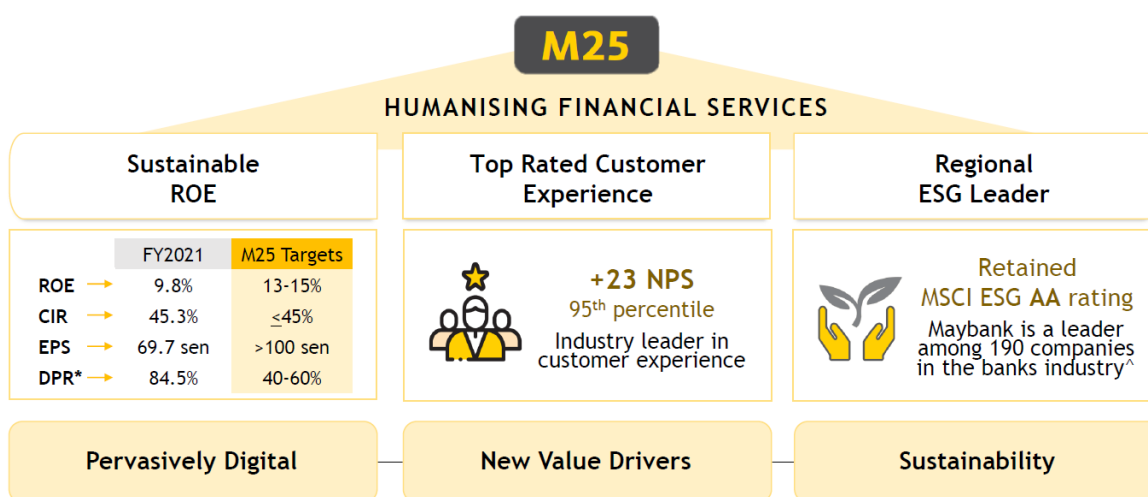 M25
HUMANISING FINANCIAL SERVICES
Sustainable
ROE
Top Rated Customer
Experience
Regional
ESG Leader
FY2021 M25 Targets
ROE 9.8% 13-15%
CIR 45.3% ≤45%
EPS 69.7 sen >100 sen
DPR* 84.5% 40-60%
+23 NPS
95th percentile
Industry leader in
customer experience
Retained
MSCI ESG AA rating
Maybank is a leader
among 190 companies
in the banks industry^
Pervasively Digital
New Value Drivers
Sustainability